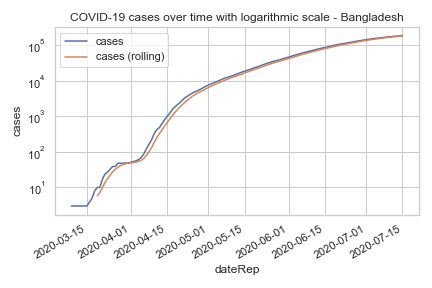 COVID-19 cases over time with logarithmic scale - Bangladesh
cases
cases (rolling)
10⁵
10⁴
10³
10²
10¹
cases
2020-03-15
2020-04-01
2020-04-15
2020-05-01
2020-05-15
2020-06-01
2020-06-15
2020-07-01
2020-07-15
dateRep